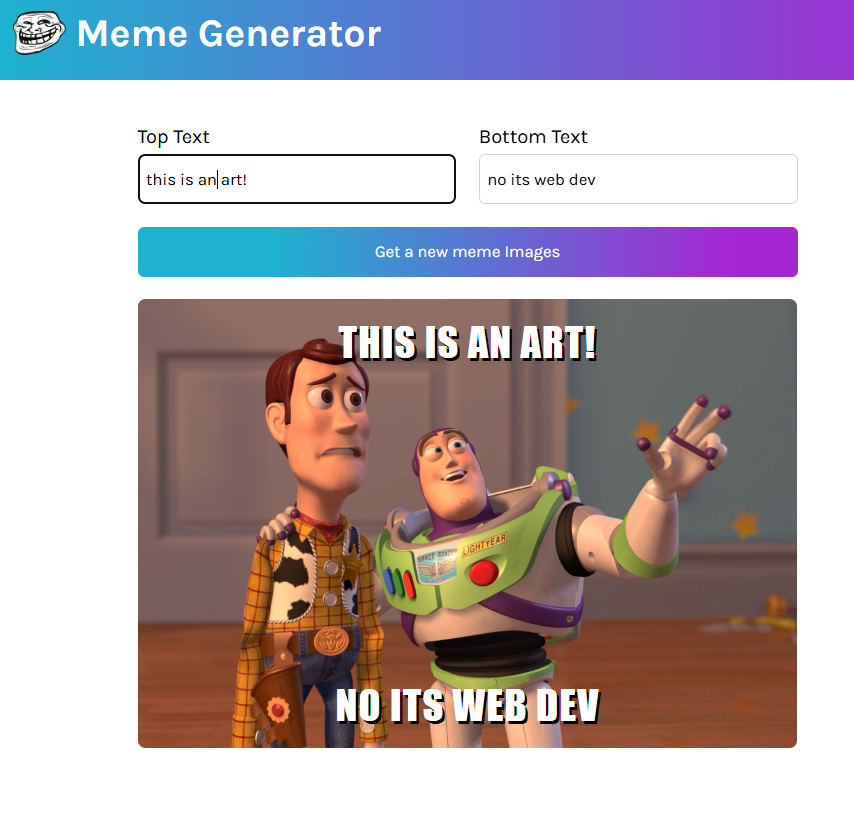 Meme Generator
Top Text
Bottom Text
this is an art!
no its web dev
Get a new meme Images
THIS IS AN ART!
SPACE RANGER
LIGHTYEAR
NO ITS WEB DEV